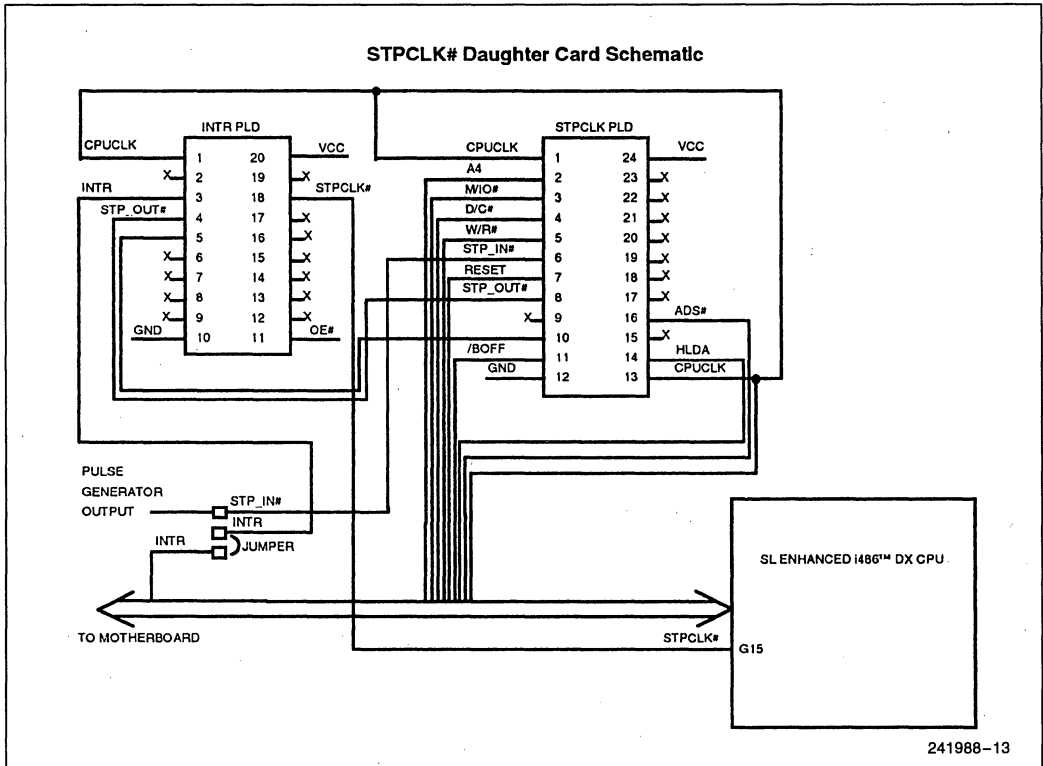 STPCLK# Daughter Card Schematic
INTR PLD
CPUCLK 1 20 VCC
X 2 19 X
INTR 3 18 STPCLK#
STP_OUT# 4 17 X
5 16 X
X 6 15 X
X 7 14 X
X 8 13 X
X 9 12 X
GND 10 11 OE#
STPCLK PLD
CPUCLK 1 24 VCC
A4 2 23 X
M/IO# 3 22 X
D/C# 4 21 X
W/R# 5 20 X
STP_IN# 6 19 X
RESET 7 18 X
STP_OUT# 8 17 X
X 9 16 ADS#
10 15 X
/BOFF 11 14 HLDA
GND 12 13 CPUCLK
PULSE
GENERATOR
OUTPUT
STP_IN#
INTR
INTR
JUMPER
TO MOTHERBOARD
SL ENHANCED i486™ DX CPU
STPCLK#
G15
241988–13